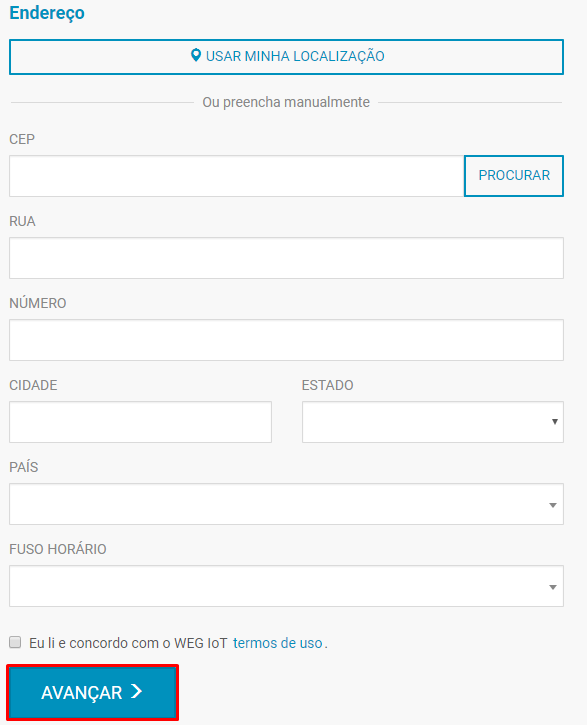 Endereço
USAR MINHA LOCALIZAÇÃO
Ou preencha manualmente
CEP
PROCURAR
RUA
NÚMERO
CIDADE ESTADO
PAÍS
FUSO HORÁRIO
Eu li e concordo com o WEG IoT termos de uso.
AVANÇAR